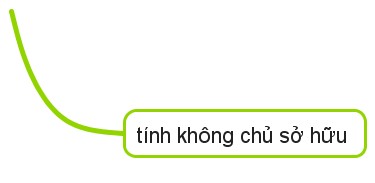 tính không chủ sở hữu